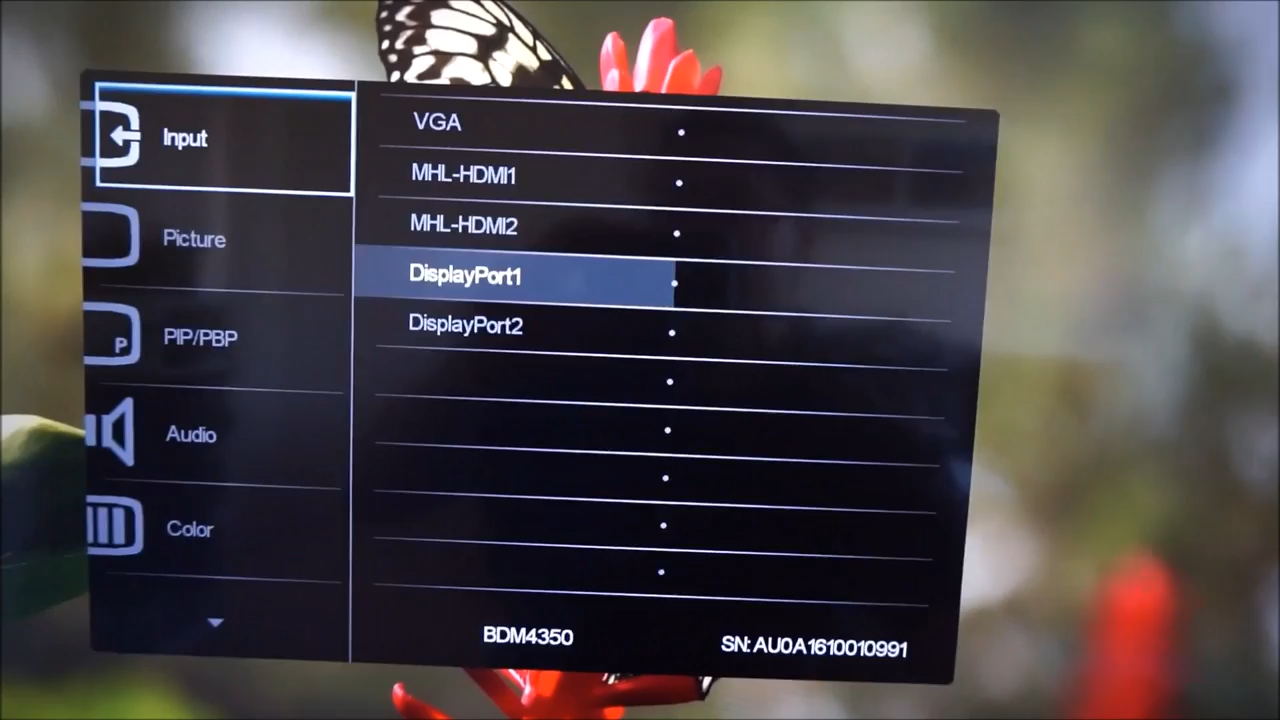 Input
Picture
PIP/PBP
P
Audio
Color
VGA
MHL-HDMI1
MHL-HDMI2
DisplayPort1
DisplayPort2
BDM4350
SN:AU0A1610010991